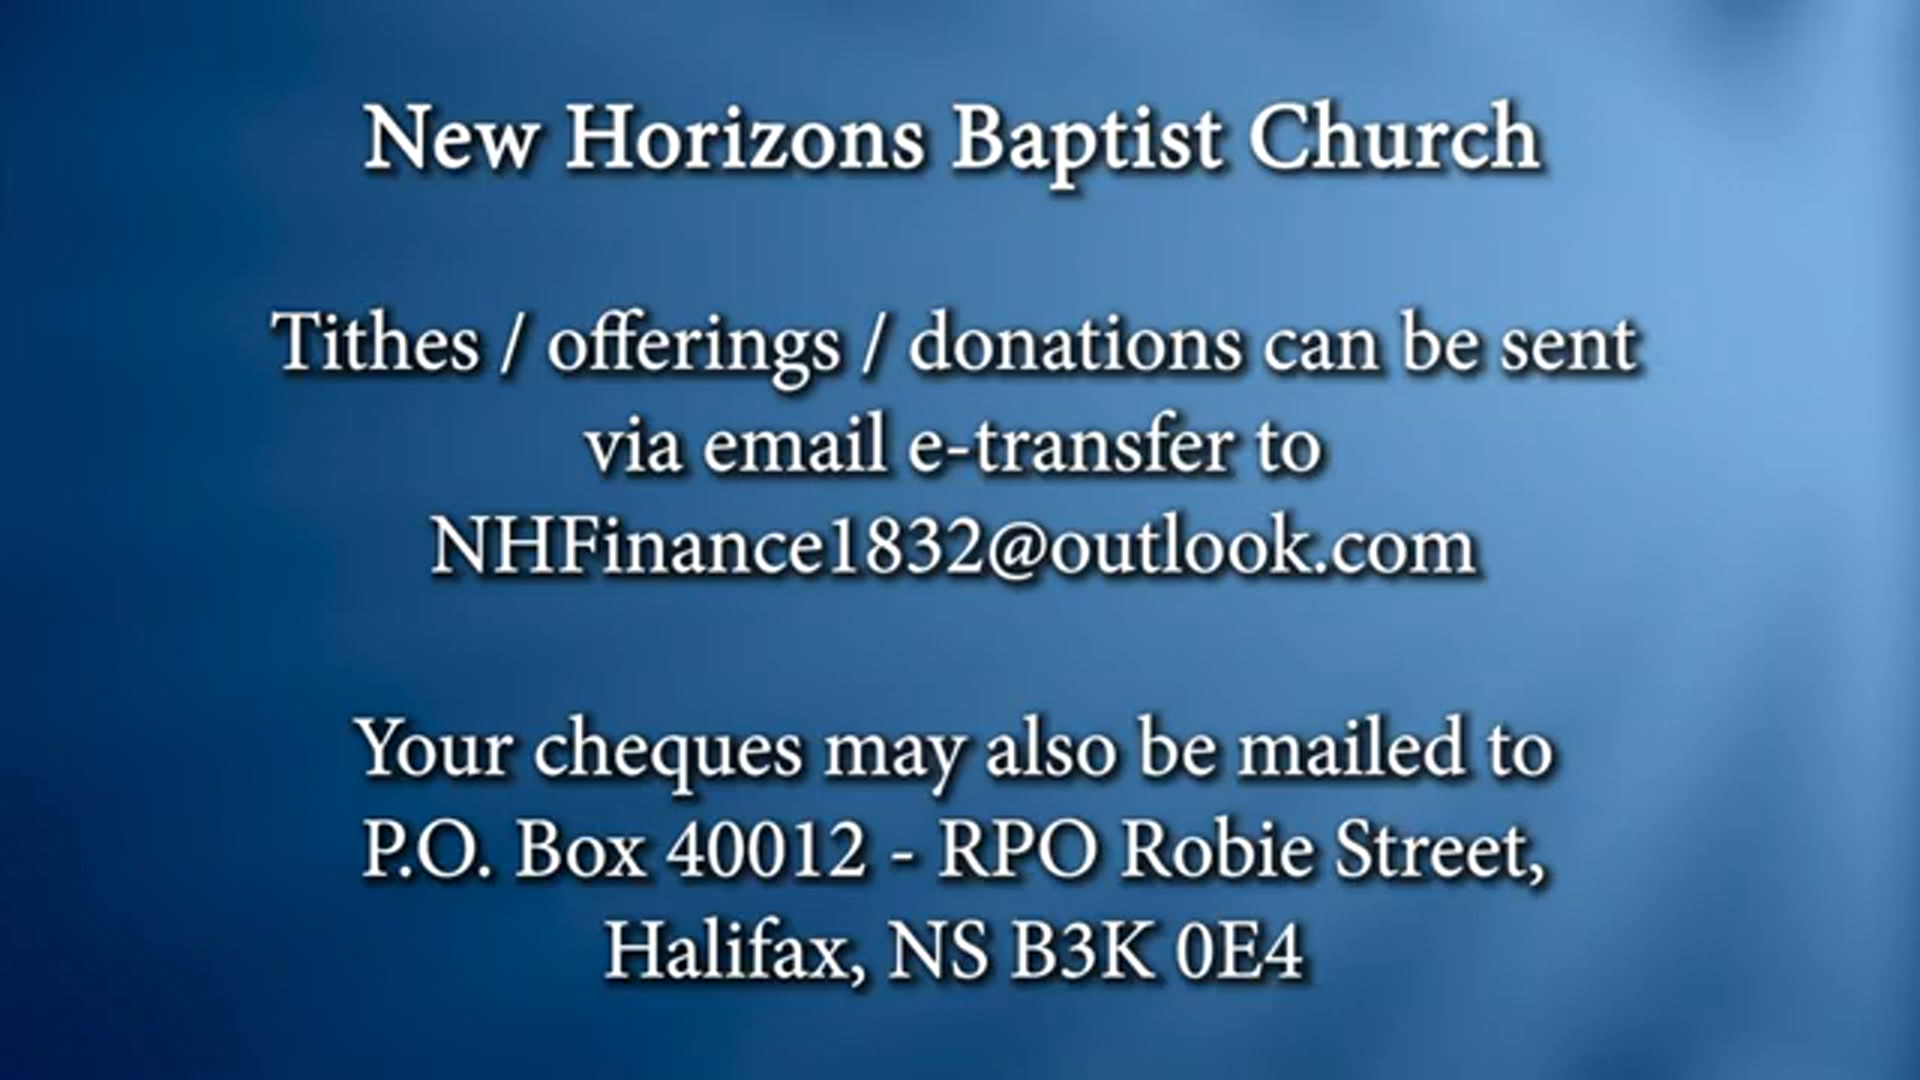 New Horizons Baptist Church
Tithes / offerings / donations can be sent
via email e-transfer to
NHFinance1832@outlook.com
Your cheques may also be mailed to
P.O. Box 40012 - RPO Robie Street,
Halifax, NS B3K 0E4